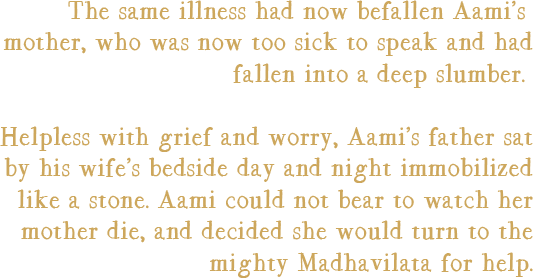 The same illness had now befallen Aami's
mother, who was now too sick to speak and had
fallen into a deep slumber.
Helpless with grief and worry, Aami's father sat
by his wife's bedside day and night immobilized
like a stone. Aami could not bear to watch her
mother die, and decided she would turn to the
mighty Madhavilata for help.